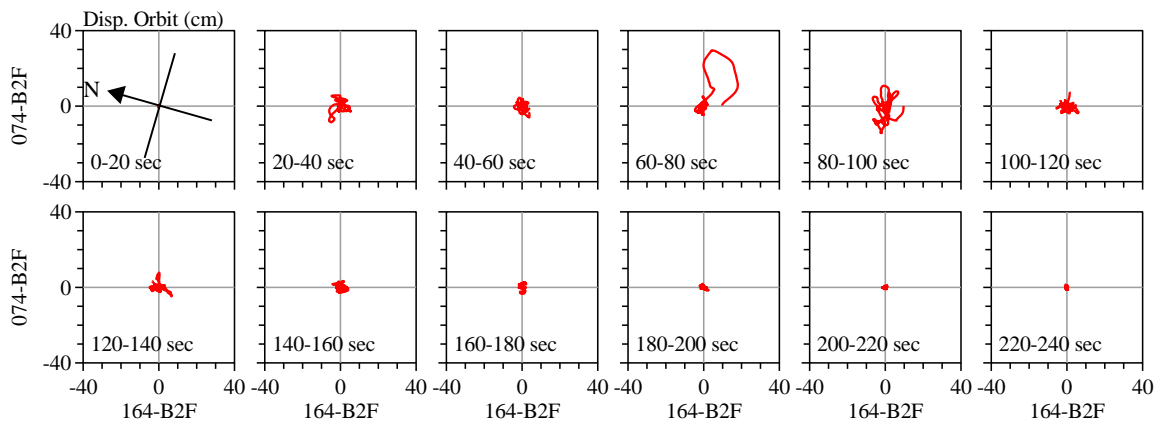 Disp. Orbit (cm)
40
N
074-B2F
0
0-20 sec
20-40 sec
40-60 sec
60-80 sec
80-100 sec
100-120 sec
-40
40
074-B2F
0
120-140 sec
140-160 sec
160-180 sec
180-200 sec
200-220 sec
220-240 sec
-40
-40 0 40 -40 0 40 -40 0 40 -40 0 40 -40 0 40 -40 0 40
164-B2F 164-B2F 164-B2F 164-B2F 164-B2F 164-B2F